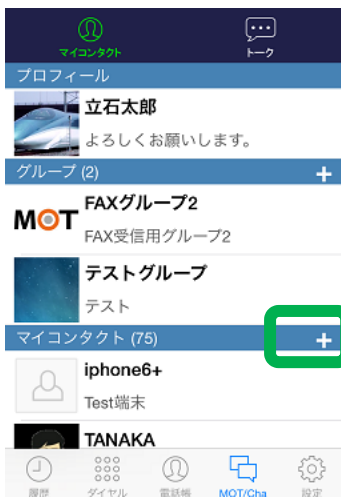 マイコンタクト
トーク
プロフィール
立石太郎
よろしくお願いします。
グループ (2)
MOT
FAXグループ2
FAX受信用グループ2
テストグループ
テスト
マイコンタクト (75)
iphone6+
Test端末
TANAKA
履歴 ダイヤル 電話帳 MOT/Cha 設定